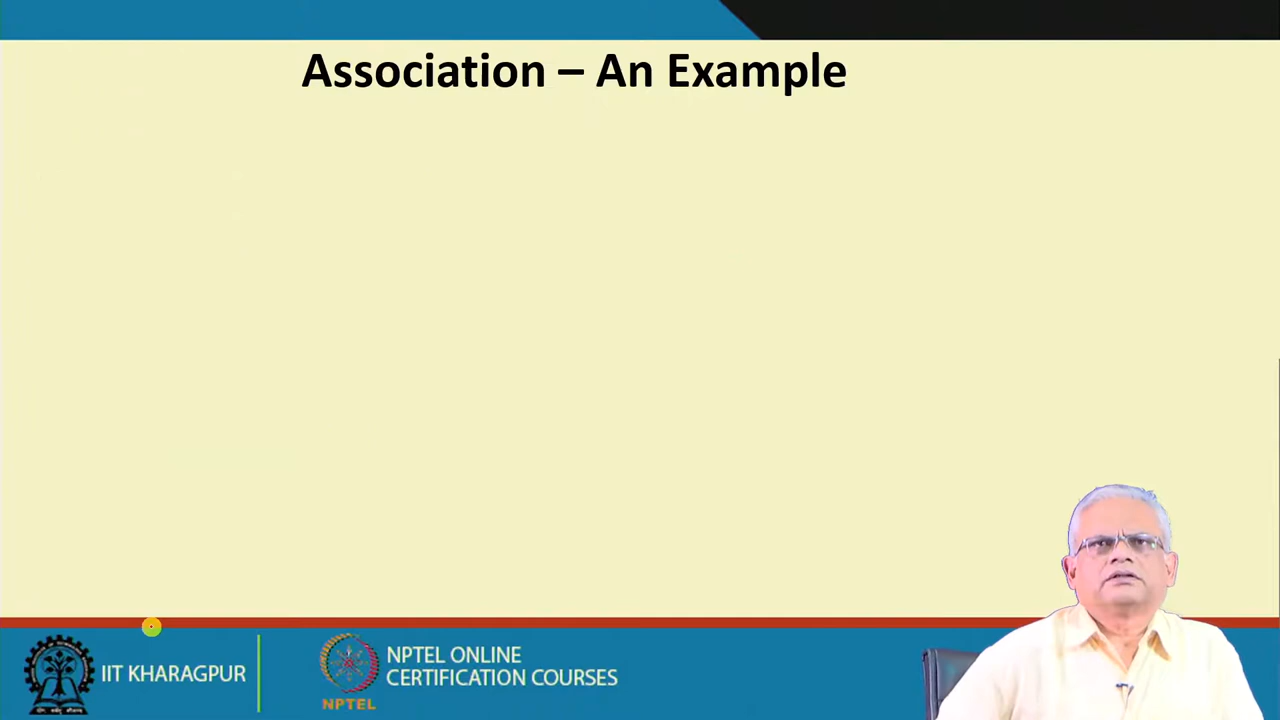 Association – An Example
IIT KHARAGPUR
NPTEL ONLINE
CERTIFICATION COURSES
NPTEL